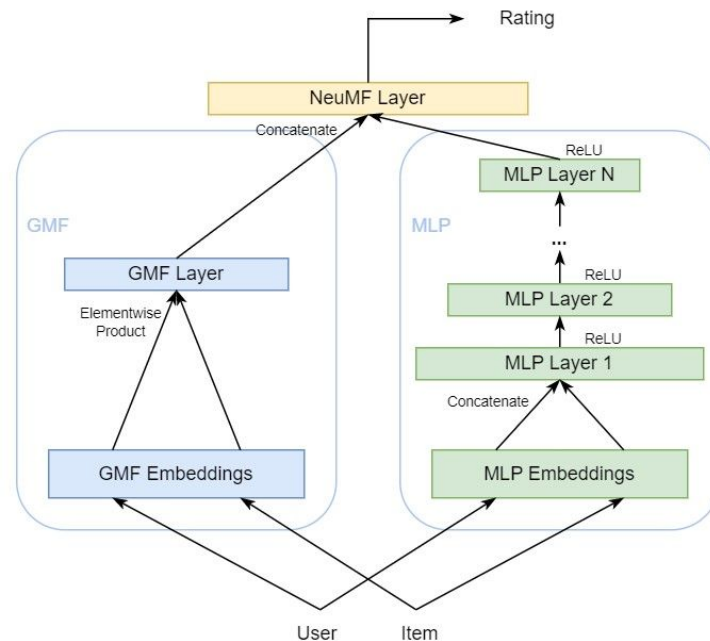 Rating
NeuMF Layer
Concatenate
ReLU
MLP Layer N
GMF
MLP
...
GMF Layer
ReLU
Elementwise
Product
MLP Layer 2
ReLU
MLP Layer 1
Concatenate
GMF Embeddings
MLP Embeddings
User
Item